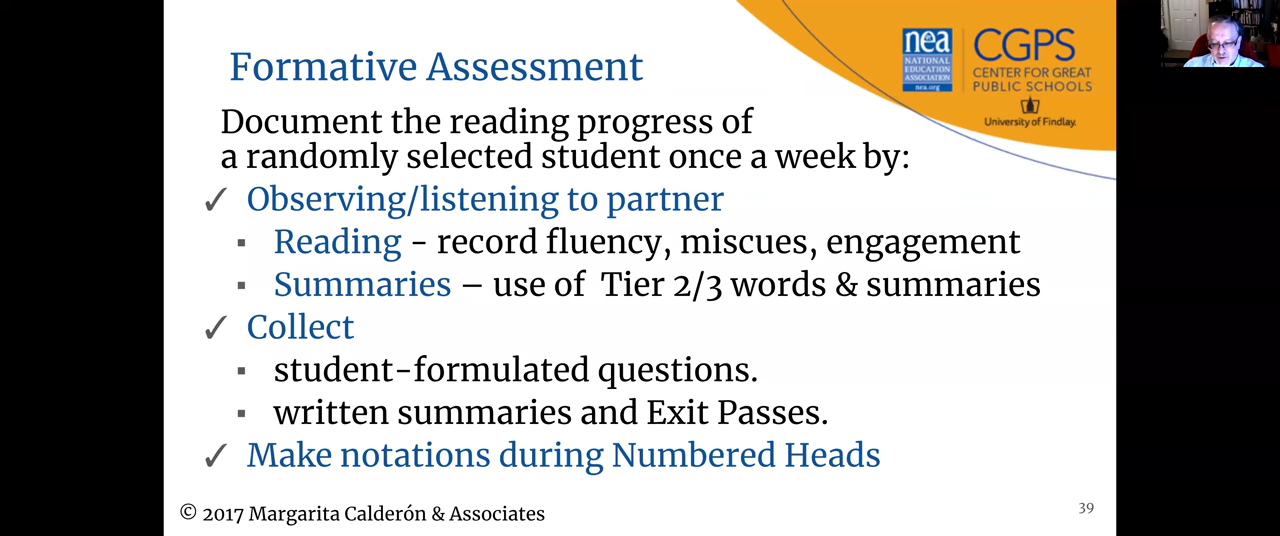 Formative Assessment
Document the reading progress of
a randomly selected student once a week by:
✓ Observing/listening to partner
▪ Reading - record fluency, miscues, engagement
▪ Summaries – use of Tier 2/3 words & summaries
✓ Collect
▪ student-formulated questions.
▪ written summaries and Exit Passes.
✓ Make notations during Numbered Heads
© 2017 Margarita Calderón & Associates
39
nea
NATIONAL
EDUCATION
ASSOCIATION
nea.org
CGPS
CENTER FOR GREAT
PUBLIC SCHOOLS
University of Findlay.